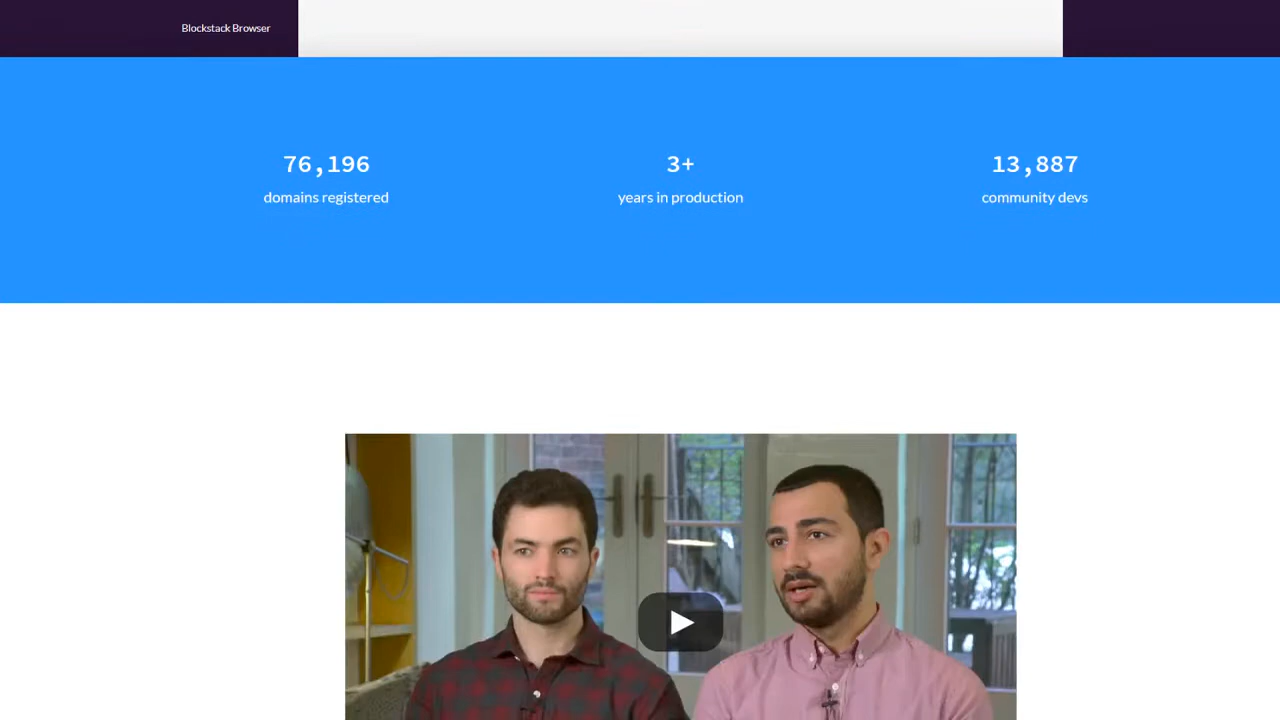 Blockstack Browser
76,196
domains registered
3+
years in production
13,887
community devs